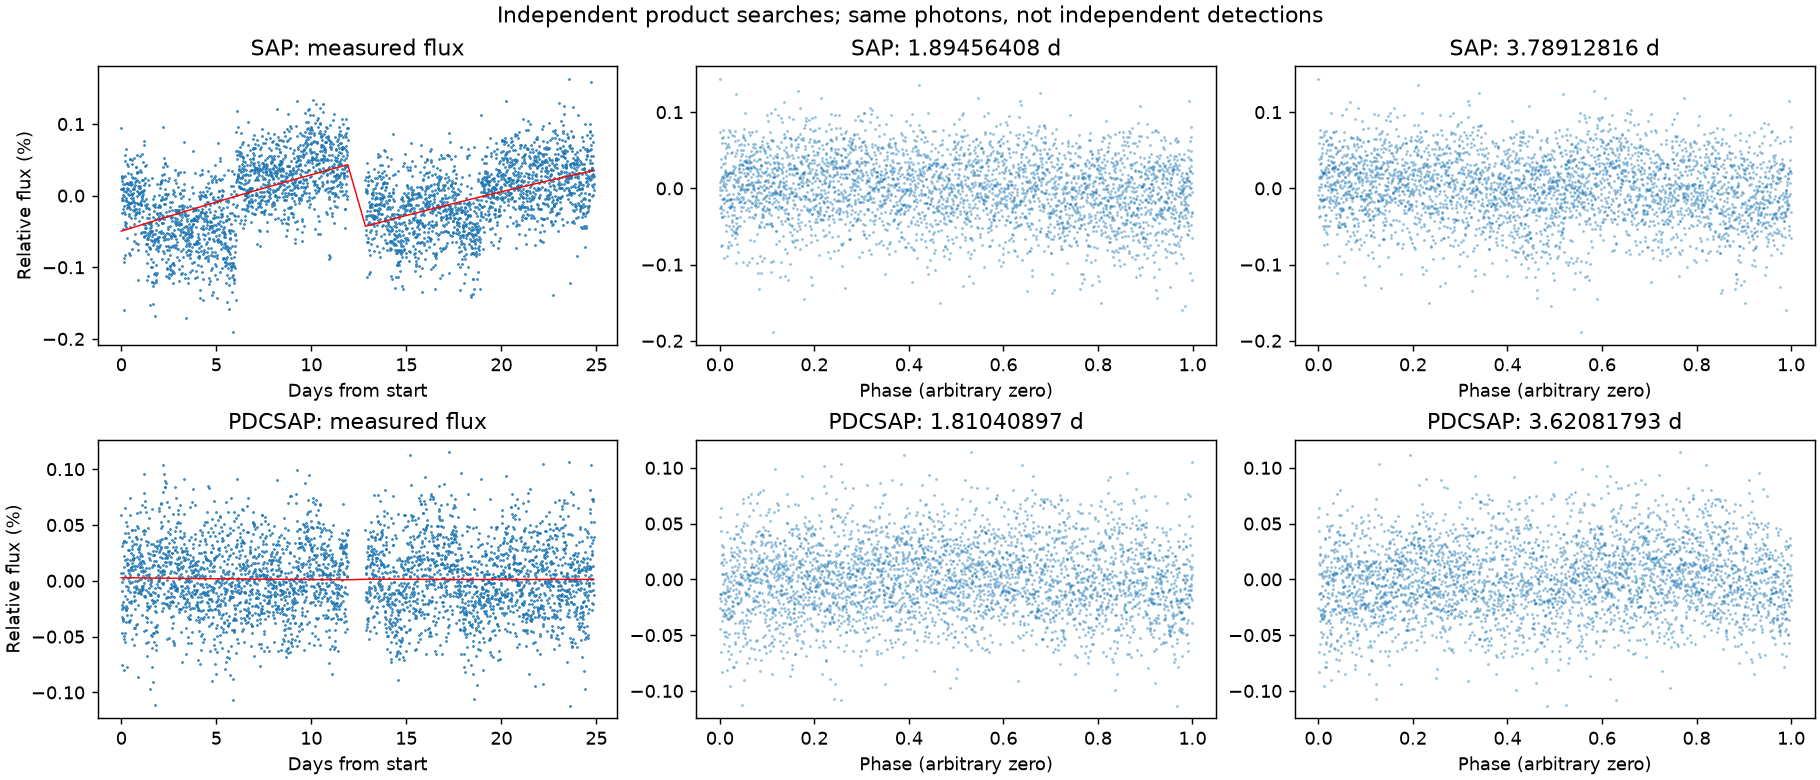 Independent product searches; same photons, not independent detections
SAP: measured flux
SAP: 1.89456408 d
SAP: 3.78912816 d
Relative flux (%)
0.1
0.0
−0.1
−0.2
0 5 10 15 20 25
Days from start
0.1
0.0
−0.1
−0.2
0.0 0.2 0.4 0.6 0.8 1.0
Phase (arbitrary zero)
0.1
0.0
−0.1
−0.2
0.0 0.2 0.4 0.6 0.8 1.0
Phase (arbitrary zero)
PDCSAP: measured flux
PDCSAP: 1.81040897 d
PDCSAP: 3.62081793 d
Relative flux (%)
0.10
0.05
0.00
−0.05
−0.10
0 5 10 15 20 25
Days from start
0.10
0.05
0.00
−0.05
−0.10
0.0 0.2 0.4 0.6 0.8 1.0
Phase (arbitrary zero)
0.10
0.05
0.00
−0.05
−0.10
0.0 0.2 0.4 0.6 0.8 1.0
Phase (arbitrary zero)